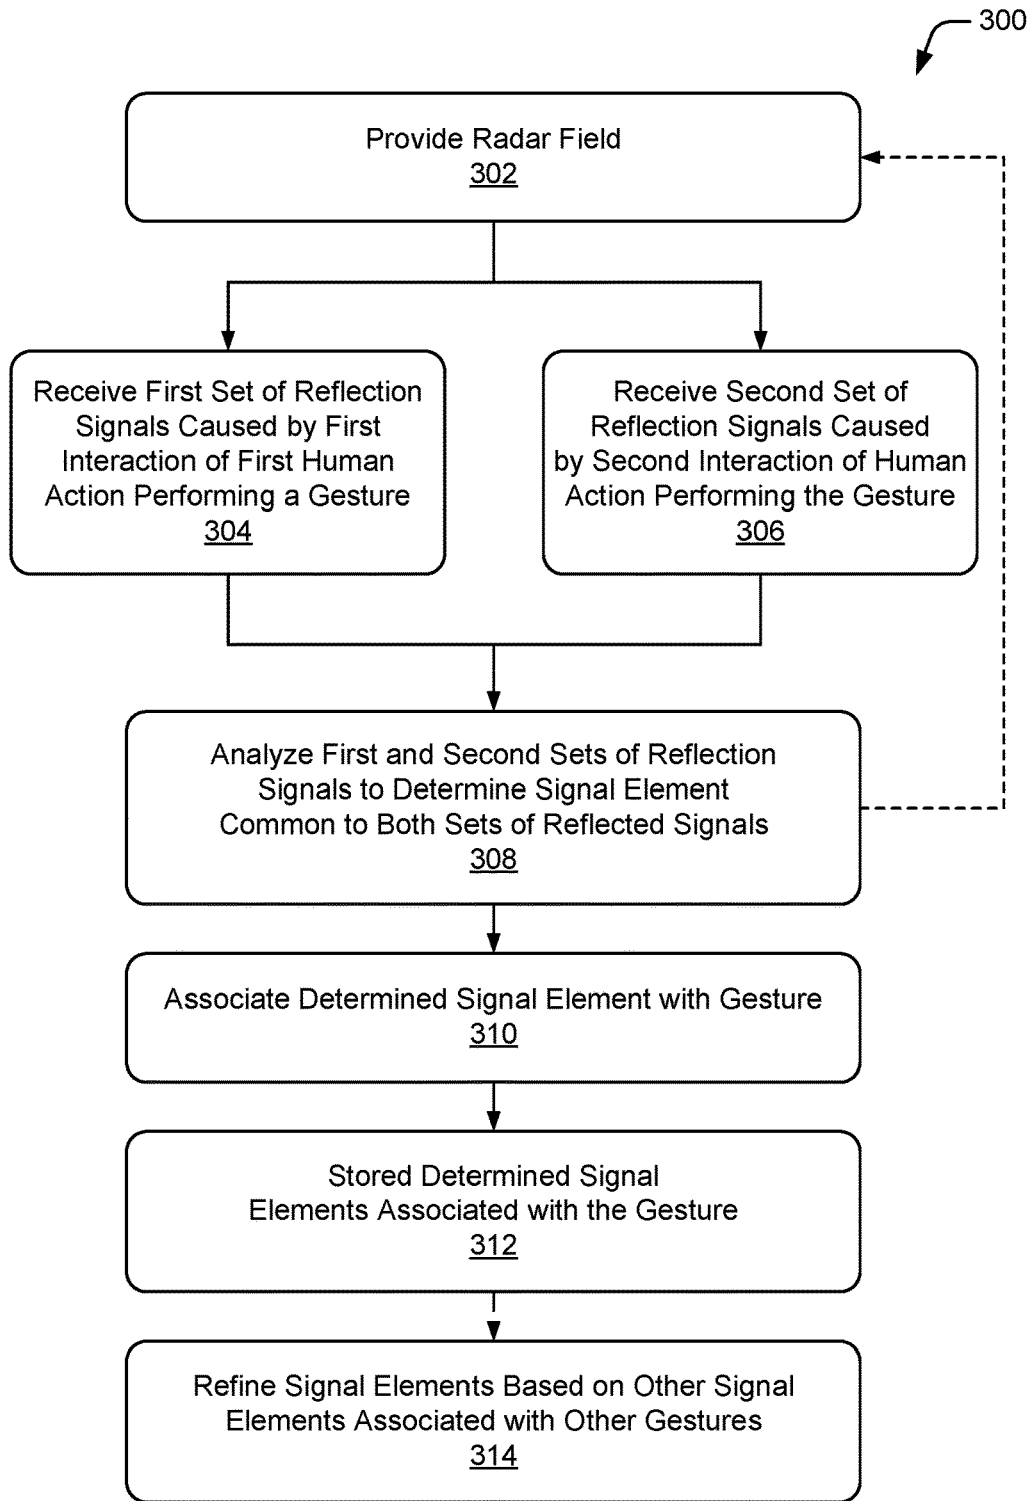 300
Provide Radar Field
302
Receive First Set of Reflection
Signals Caused by First
Interaction of First Human
Action Performing a Gesture
304
Receive Second Set of
Reflection Signals Caused
by Second Interaction of Human
Action Performing the Gesture
306
Analyze First and Second Sets of Reflection
Signals to Determine Signal Element
Common to Both Sets of Reflected Signals
308
Associate Determined Signal Element with Gesture
310
Stored Determined Signal
Elements Associated with the Gesture
312
Refine Signal Elements Based on Other Signal
Elements Associated with Other Gestures
314